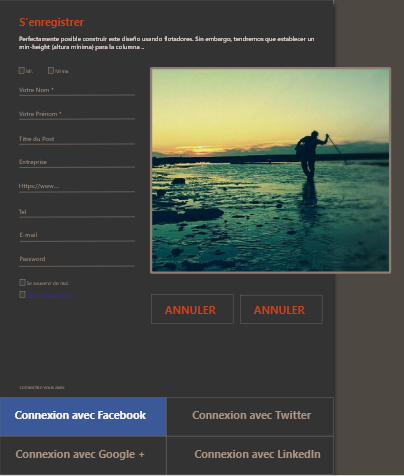 S'enregistrer
Perfectamente posible construir este diseño usando flotadores. Sin embargo, tendremos que establecer un
min-height (altura mínima) para la columna ..
Mr. Mme
Votre Nom *
Votre Prénom *
Titre du Post
Entreprise
Https://www...
Tel
E-mail
Password
Se souvenir de moi
ANNULER ANNULER
connectez-vous avec
Connexion avec Facebook Connexion avec Twitter
Connexion avec Google + Connexion avec LinkedIn